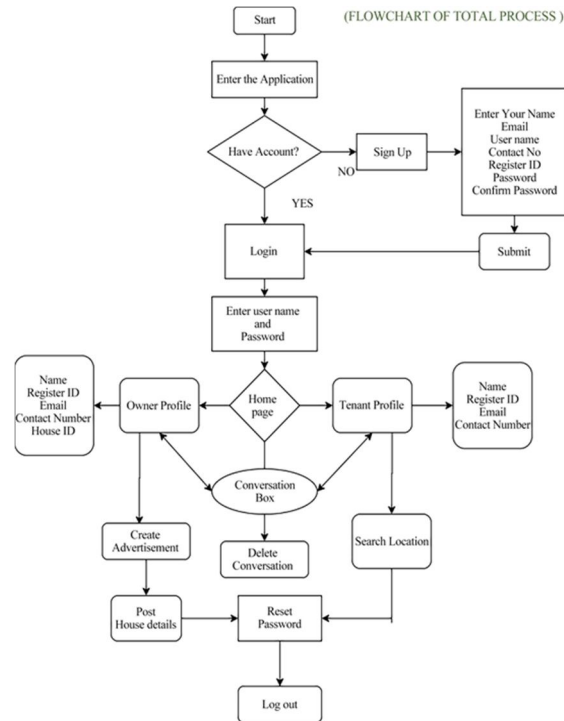 Start
(FLOWCHART OF TOTAL PROCESS )
Enter the Application
Have Account?
NO
Sign Up
Enter Your Name
Email
User name
Contact No
Register ID
Password
Confirm Password
YES
Login
Submit
Enter user name
and
Password
Name
Register ID
Email
Contact Number
House ID
Owner Profile
Home
page
Tenant Profile
Name
Register ID
Email
Contact Number
Conversation
Box
Create
Advertisement
Delete
Conversation
Search Location
Post
House details
Reset
Password
Log out